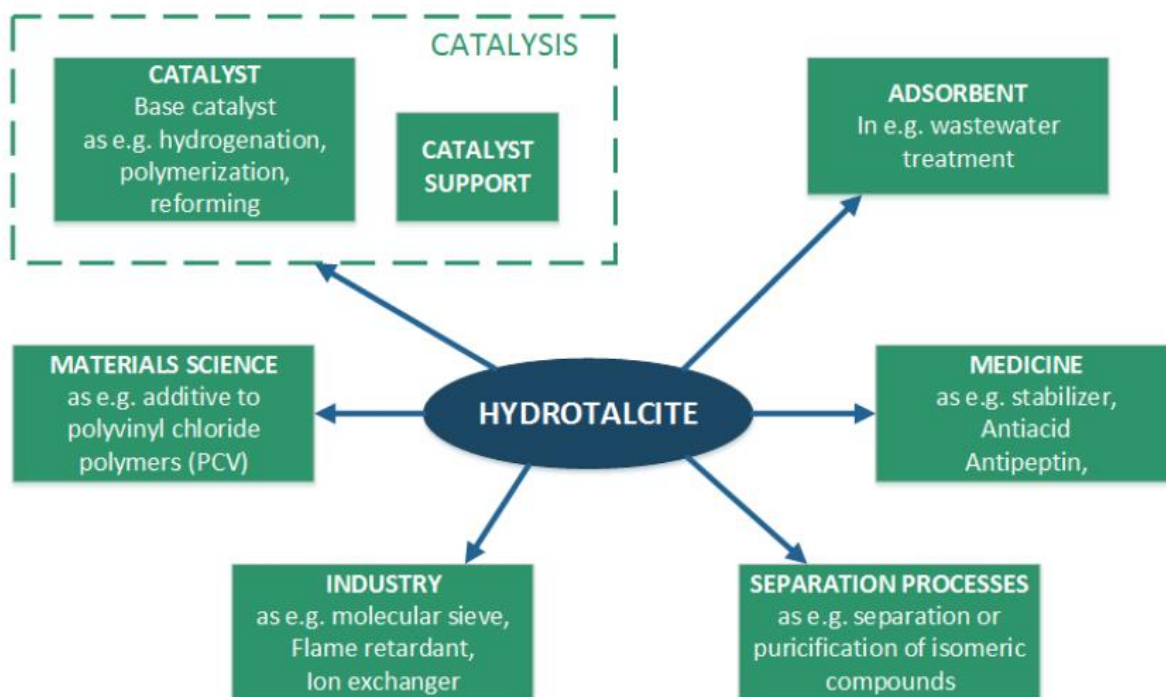 CATALYSIS
CATALYST
Base catalyst
as e.g. hydrogenation,
polymerization,
reforming
CATALYST
SUPPORT
ADSORBENT
In e.g. wastewater
treatment
MATERIALS SCIENCE
as e.g. additive to
polyvinyl chloride
polymers (PCV)
HYDROTALCITE
MEDICINE
as e.g. stabilizer,
Antiacid
Antipeptin,
INDUSTRY
as e.g. molecular sieve,
Flame retardant,
Ion exchanger
SEPARATION PROCESSES
as e.g. separation or
puricification of isomeric
compounds